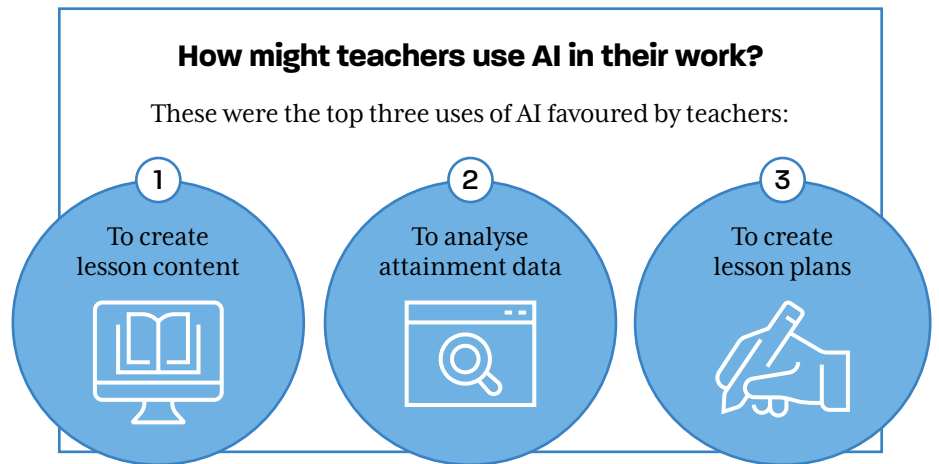 How might teachers use AI in their work?
These were the top three uses of AI favoured by teachers:
1
To create
lesson content
2
To analyse
attainment data
3
To create
lesson plans